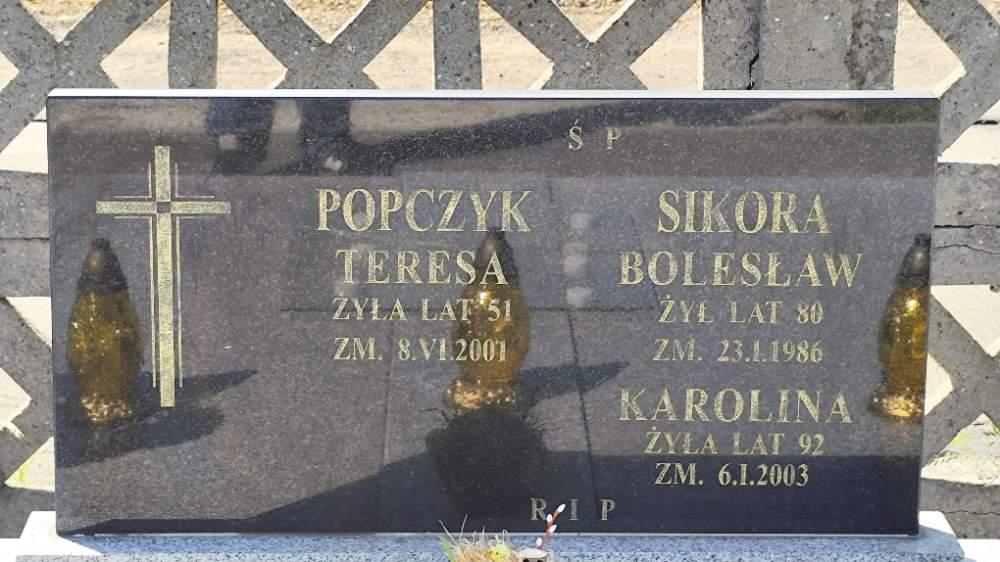 Ś P
POPCZYK
TERESA
ŻYŁA LAT 51
ZM. 8.VI.2001
SIKORA
BOLESŁAW
ŻYŁ LAT 80
ZM. 23.I.1986
KAROLINA
ŻYŁA LAT 92
ZM. 6.I.2003
R I P